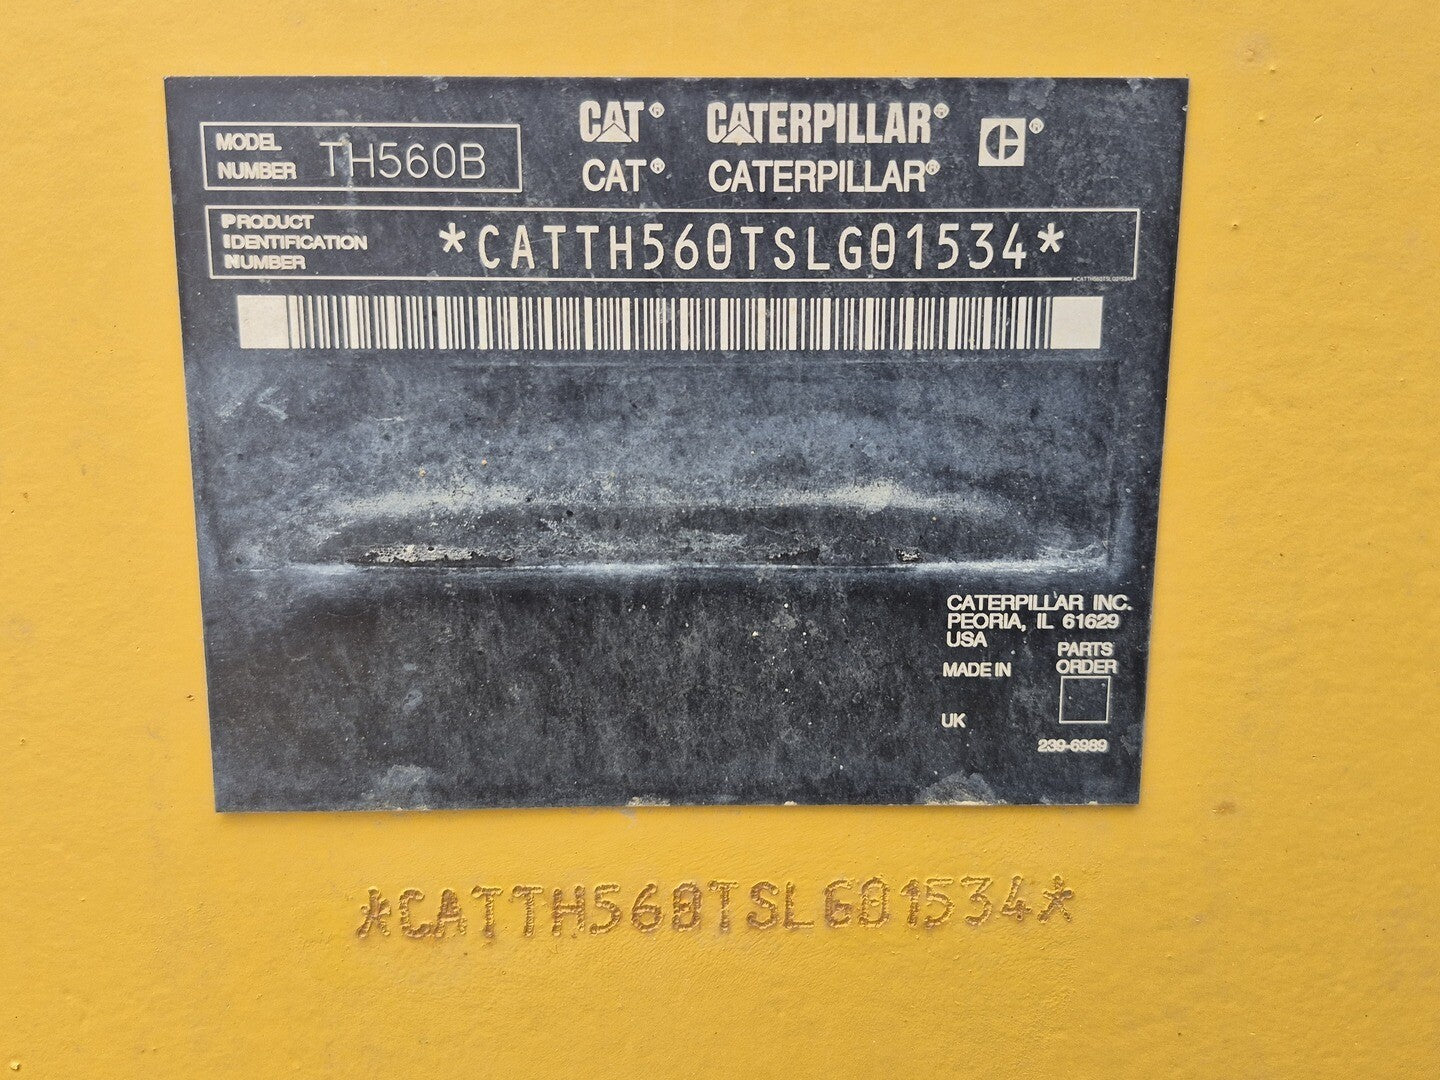 MODEL NUMBER TH560B
CAT® CATERPILLAR®
CAT® CATERPILLAR®
PRODUCT IDENTIFICATION NUMBER *CATTH560TSLG01534*
*CATTH560TSLG01534*
CATERPILLAR INC.
PEORIA, IL 61629
USA
MADE IN
UK
PARTS ORDER
239-6989
*CATTH560TSLG01534*